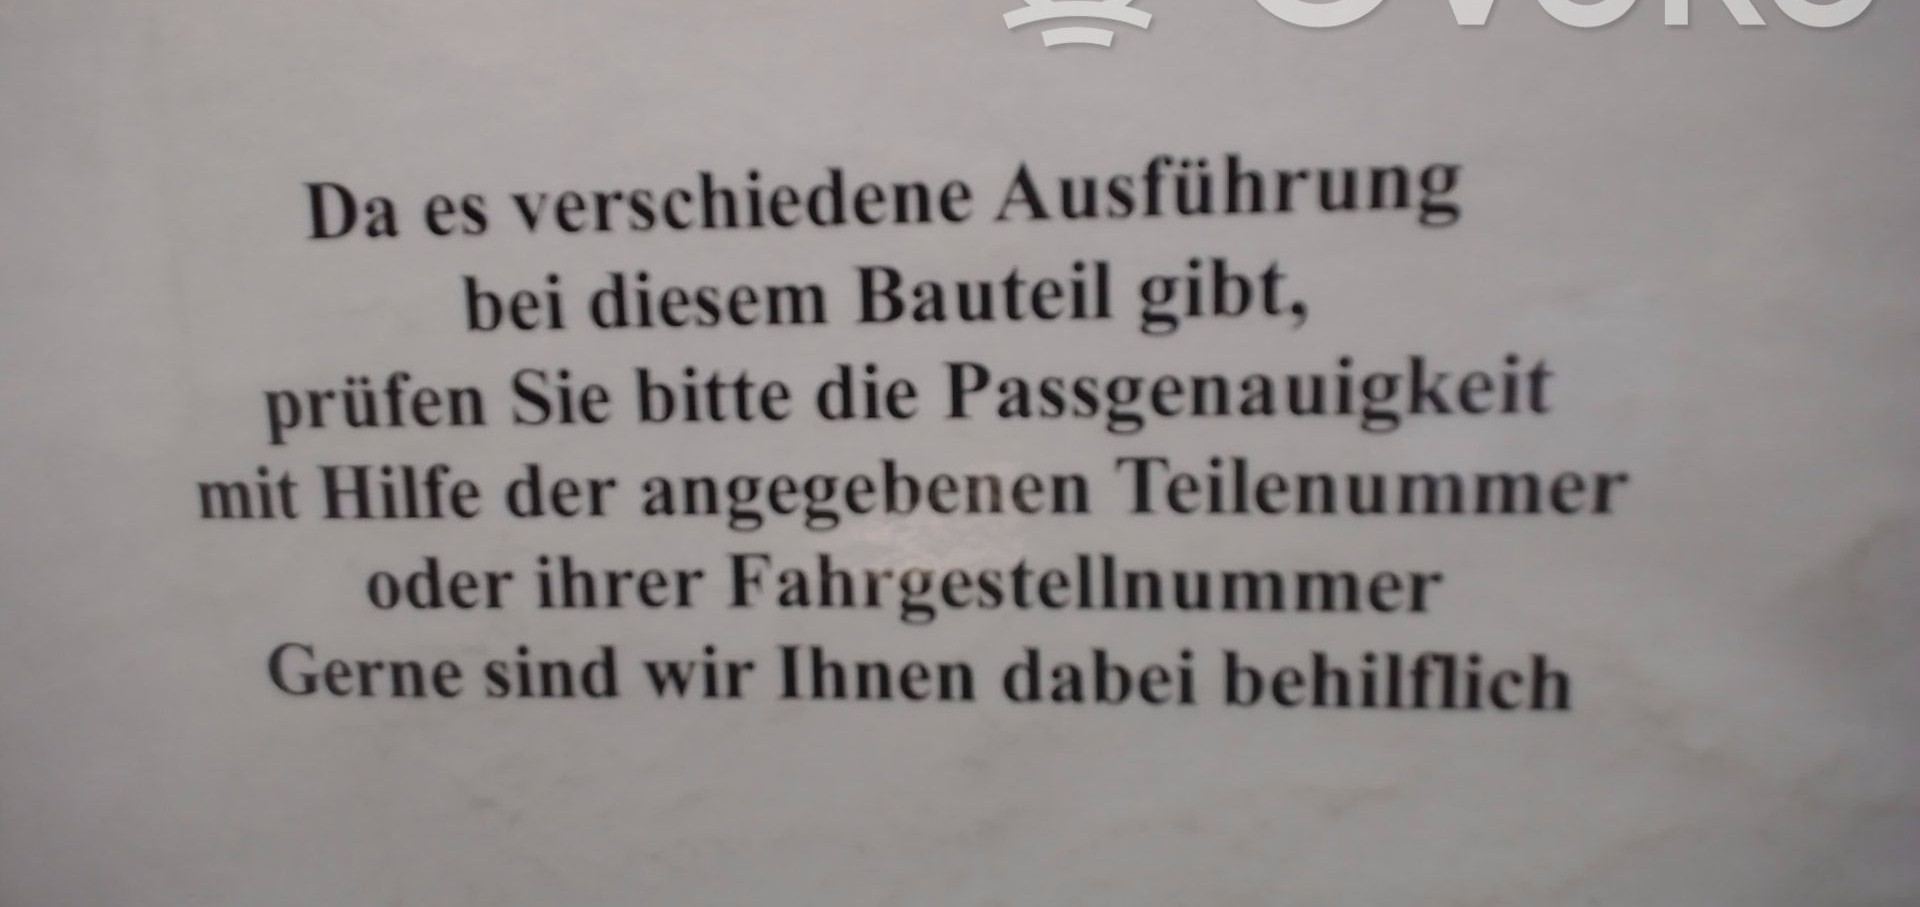 Da es verschiedene Ausführung
bei diesem Bauteil gibt,
prüfen Sie bitte die Passgenauigkeit
mit Hilfe der angegebenen Teilenummer
oder ihrer Fahrgestellnummer
Gerne sind wir Ihnen dabei behilflich